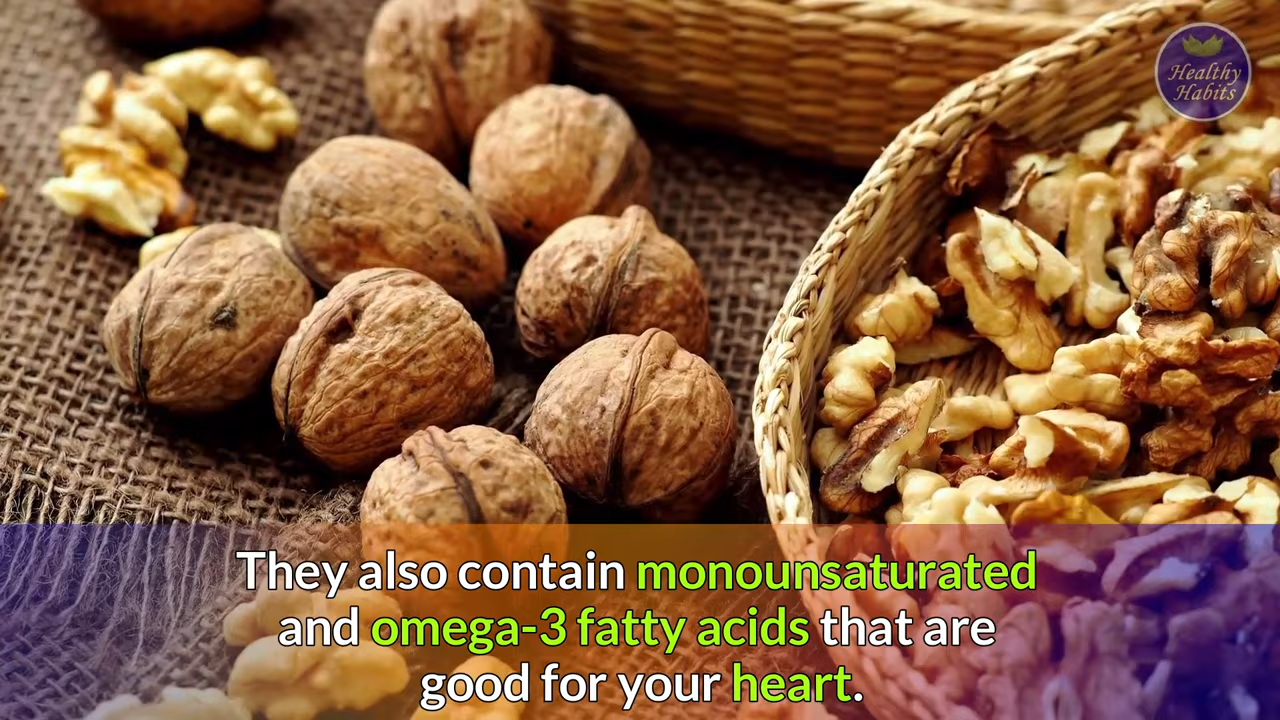 Healthy
Habits
They also contain monounsaturated
and omega-3 fatty acids that are
good for your heart.